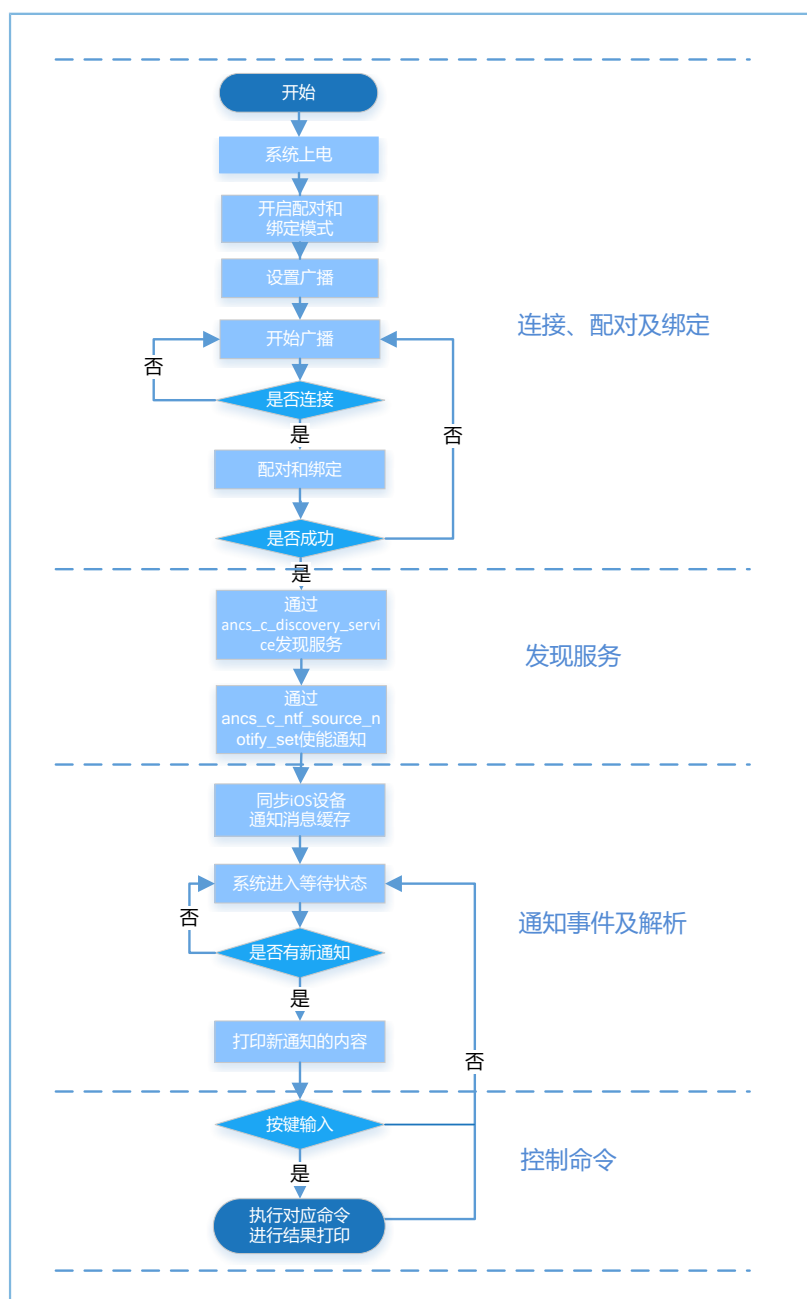 开始
系统上电
开启配对和
绑定模式
设置广播
连接、配对及绑定
开始广播
否
是否连接
是
否
配对和绑定
是否成功
是
通过
ancs_c_discovery_servi
ce发现服务
发现服务
通过
ancs_c_ntf_source_n
otify_set使能通知
同步iOS设备
通知消息缓存
系统进入等待状态
否
通知事件及解析
是否有新通知
是
打印新通知的内容
否
按键输入
控制命令
是
执行对应命令
进行结果打印